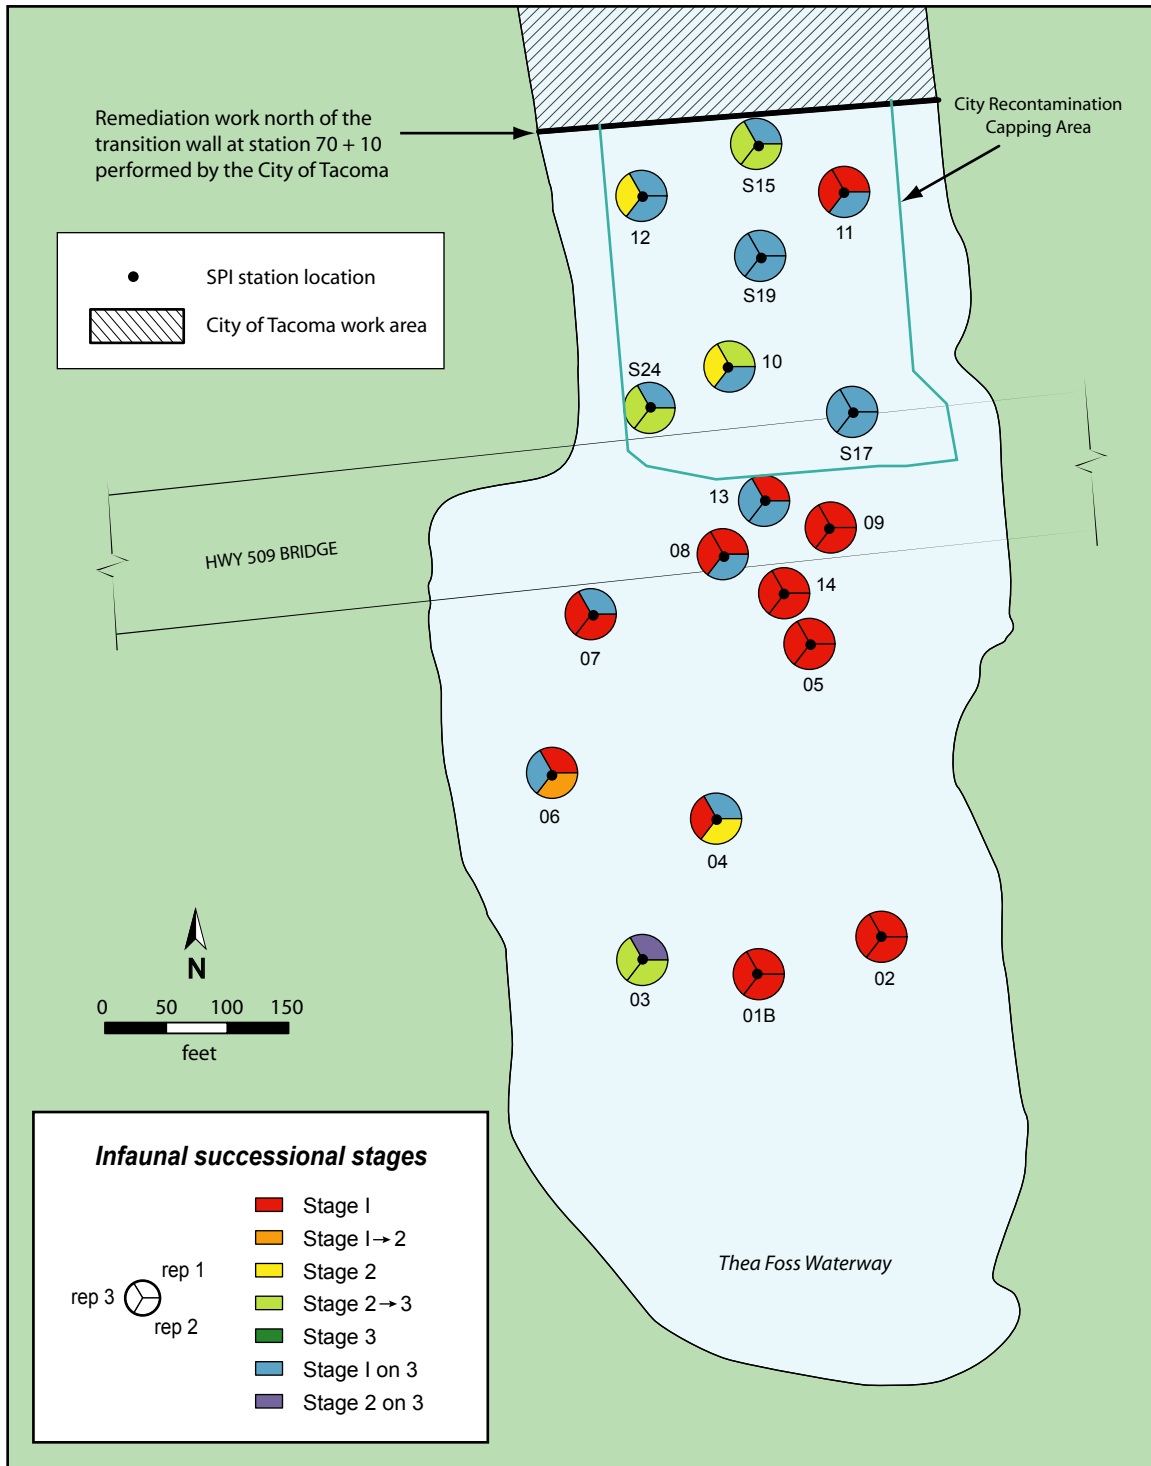 Remediation work north of the
transition wall at station 70 + 10
performed by the City of Tacoma
City Recontamination
Capping Area
SPI station location
City of Tacoma work area
S15
12
11
S19
10
S24
S17
13
09
08
14
07
05
HWY 509 BRIDGE
06
04
03
01B
02
N
0 50 100 150
feet
Infaunal successional stages
Stage I
Stage I→2
Stage 2
Stage 2→3
Stage 3
Stage I on 3
Stage 2 on 3
rep 1
rep 3
rep 2
Thea Foss Waterway